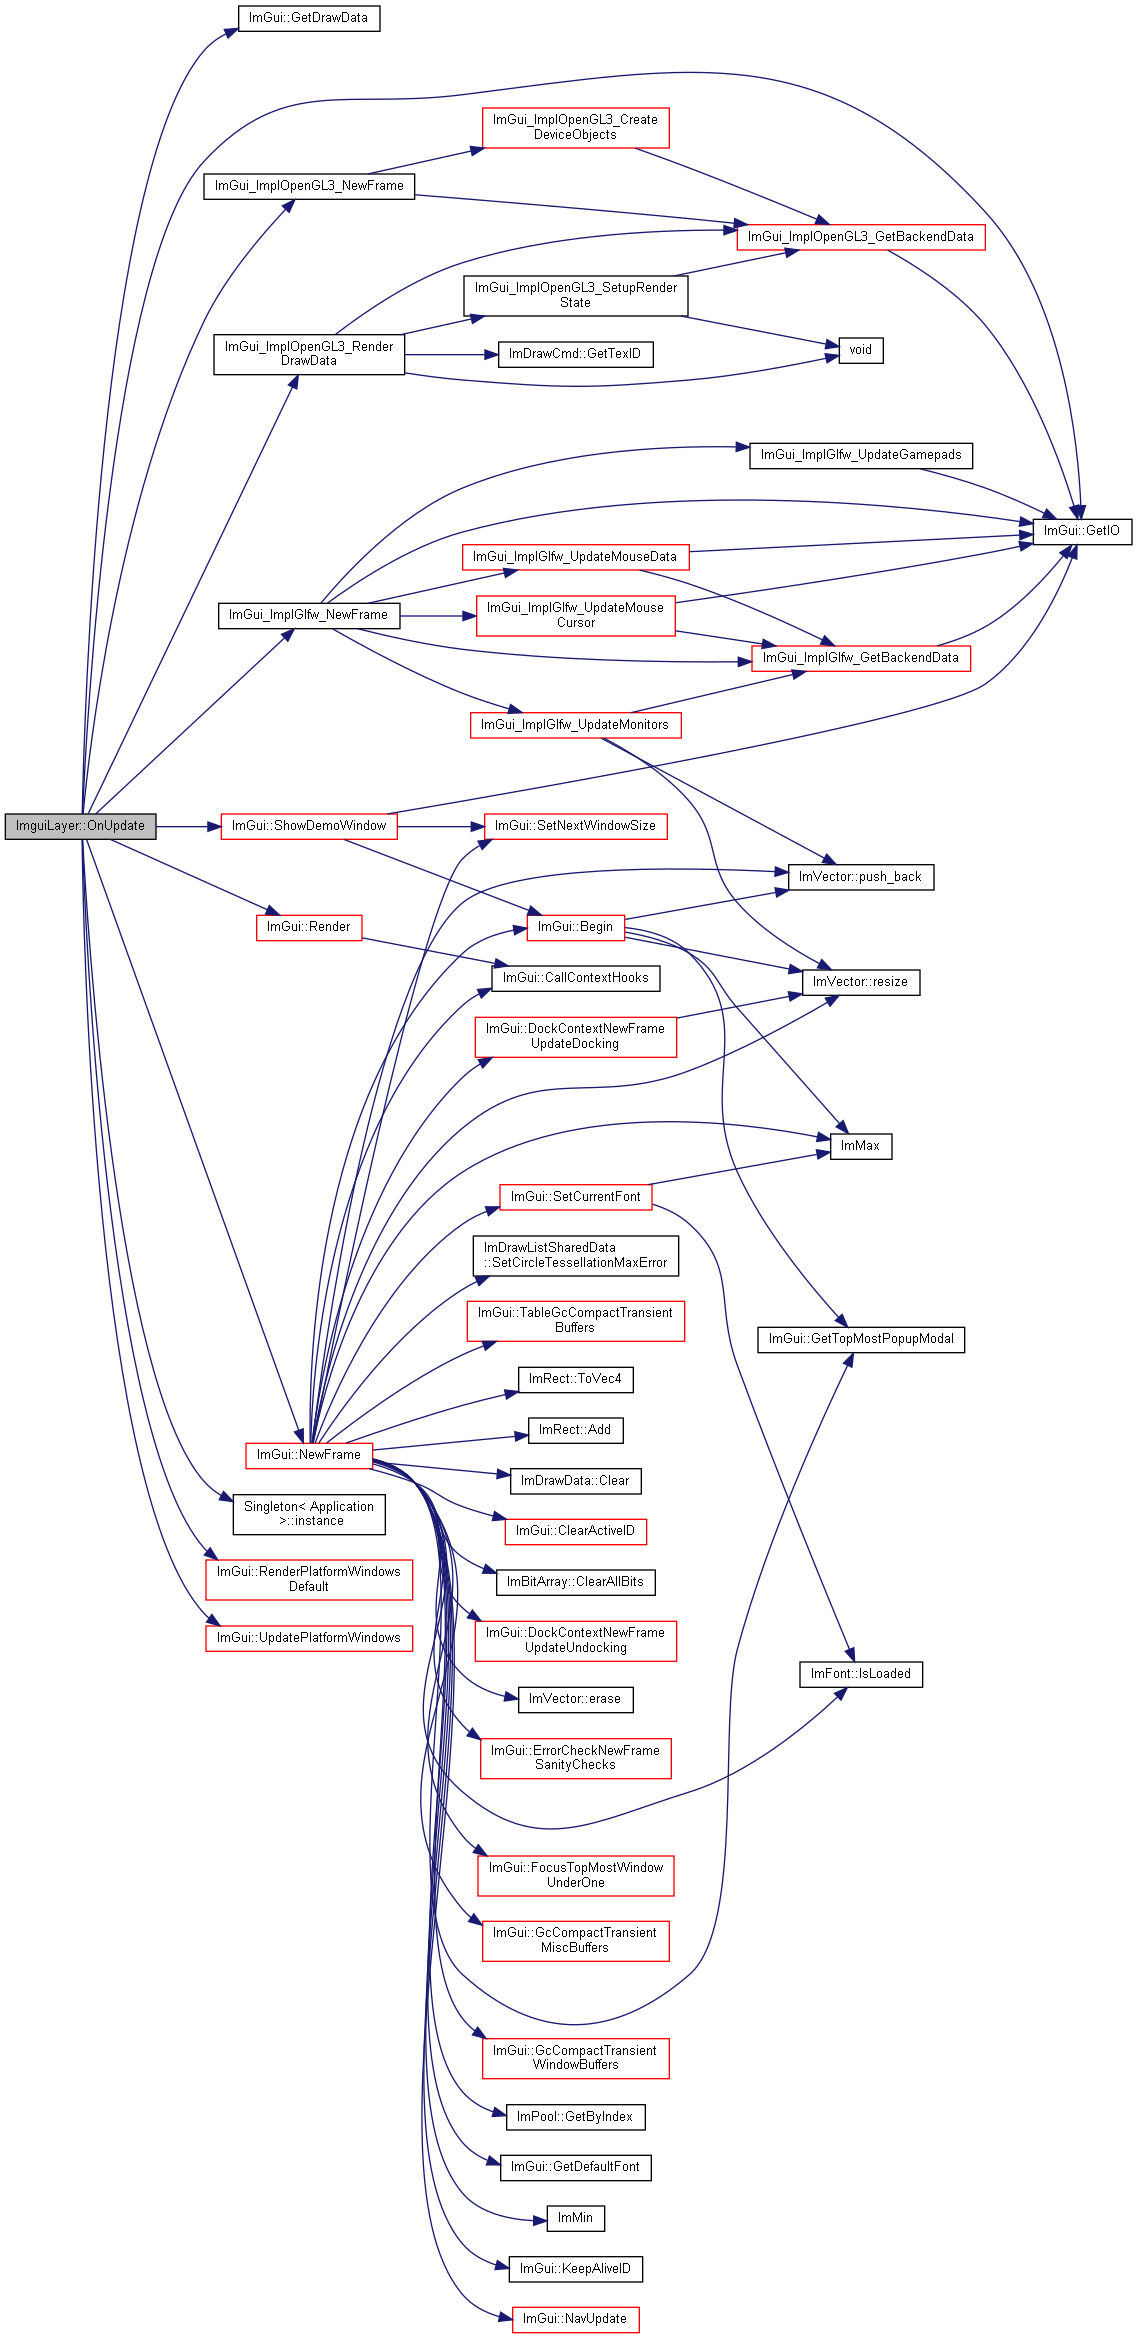 ImGui::GetDrawData
ImGui_ImplOpenGL3_Create
DeviceObjects
ImGui_ImplOpenGL3_NewFrame
ImGui_ImplOpenGL3_GetBackendData
ImGui_ImplOpenGL3_SetupRender
State
ImGui_ImplOpenGL3_Render
DrawData
ImDrawCmd::GetTexID
void
ImGui_ImplGlfw_UpdateGamepads
ImGui::GetIO
ImGui_ImplGlfw_UpdateMouseData
ImGui_ImplGlfw_NewFrame
ImGui_ImplGlfw_UpdateMouse
Cursor
ImGui_ImplGlfw_GetBackendData
ImGui_ImplGlfw_UpdateMonitors
ImguiLayer::OnUpdate
ImGui::ShowDemoWindow
ImGui::SetNextWindowSize
ImVector::push_back
ImGui::Render
ImGui::Begin
ImGui::CallContextHooks
ImVector::resize
ImGui::DockContextNewFrame
UpdateDocking
ImMax
ImGui::SetCurrentFont
ImDrawListSharedData
::SetCircleTessellationMaxError
ImGui::TableGcCompactTransient
Buffers
ImGui::GetTopMostPopupModal
ImRect::ToVec4
ImRect::Add
ImGui::NewFrame
ImDrawData::Clear
Singleton< Application
>::instance
ImGui::ClearActiveID
ImGui::RenderPlatformWindows
Default
ImBitArray::ClearAllBits
ImGui::UpdatePlatformWindows
ImGui::DockContextNewFrame
UpdateUndocking
ImFont::IsLoaded
ImVector::erase
ImGui::ErrorCheckNewFrame
SanityChecks
ImGui::FocusTopMostWindow
UnderOne
ImGui::GcCompactTransient
MiscBuffers
ImGui::GcCompactTransient
WindowBuffers
ImPool::GetByIndex
ImGui::GetDefaultFont
ImMin
ImGui::KeepAliveID
ImGui::NavUpdate